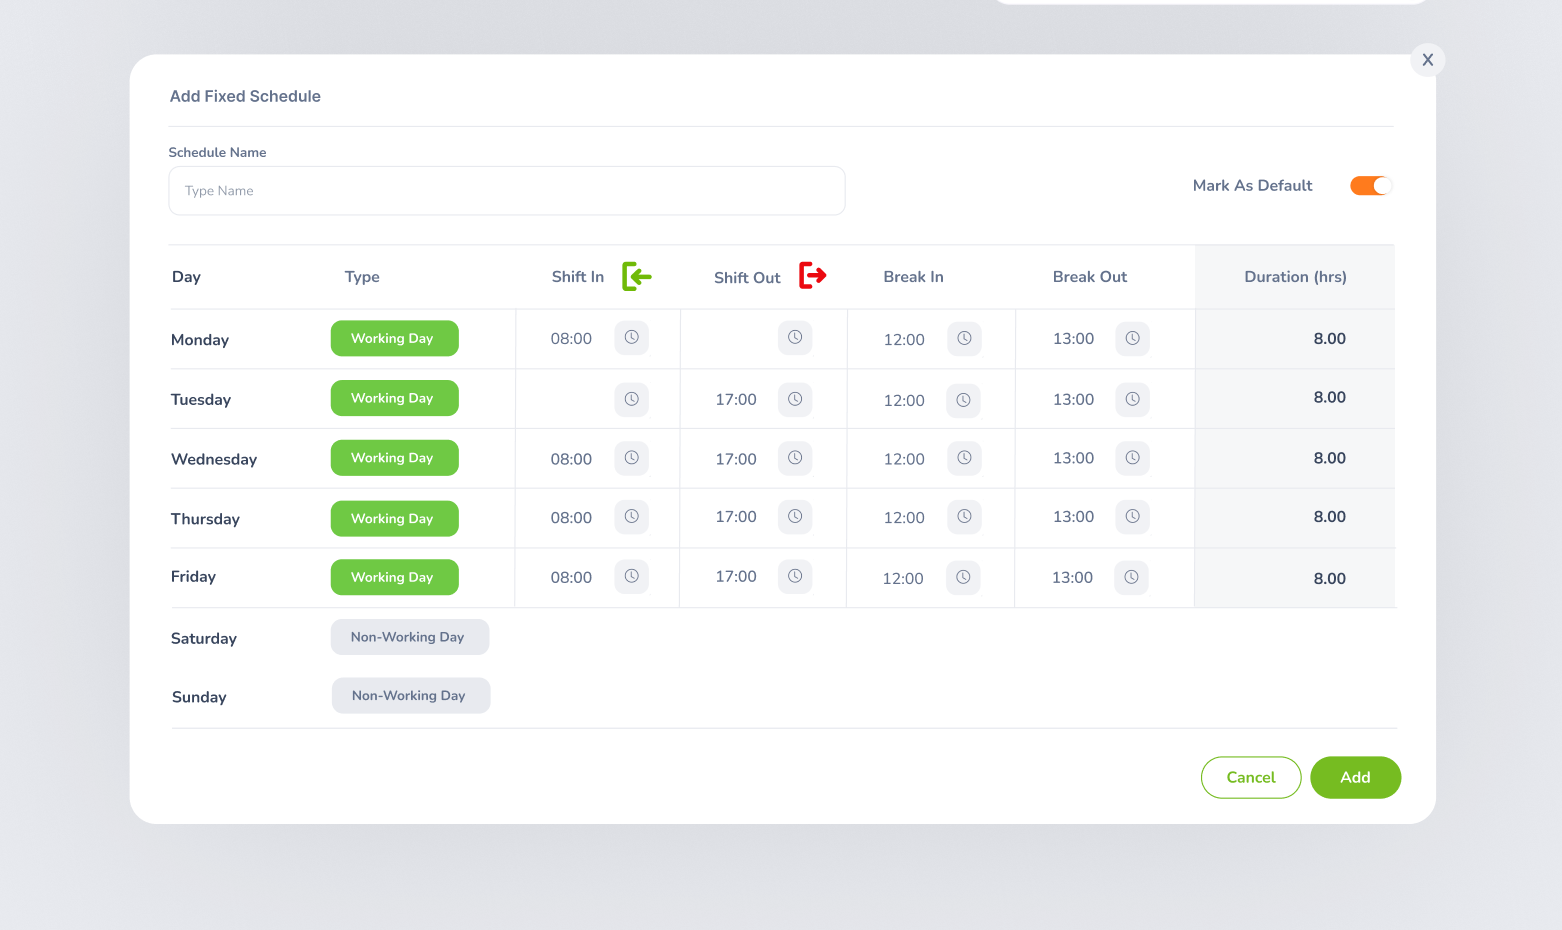 X
Add Fixed Schedule
Schedule Name
Type Name
Mark As Default
Day Type Shift In Shift Out Break In Break Out Duration (hrs)
Monday Working Day 08:00 12:00 13:00 8.00
Tuesday Working Day 17:00 12:00 13:00 8.00
Wednesday Working Day 08:00 17:00 12:00 13:00 8.00
Thursday Working Day 08:00 17:00 12:00 13:00 8.00
Friday Working Day 08:00 17:00 12:00 13:00 8.00
Saturday Non-Working Day
Sunday Non-Working Day
Cancel Add